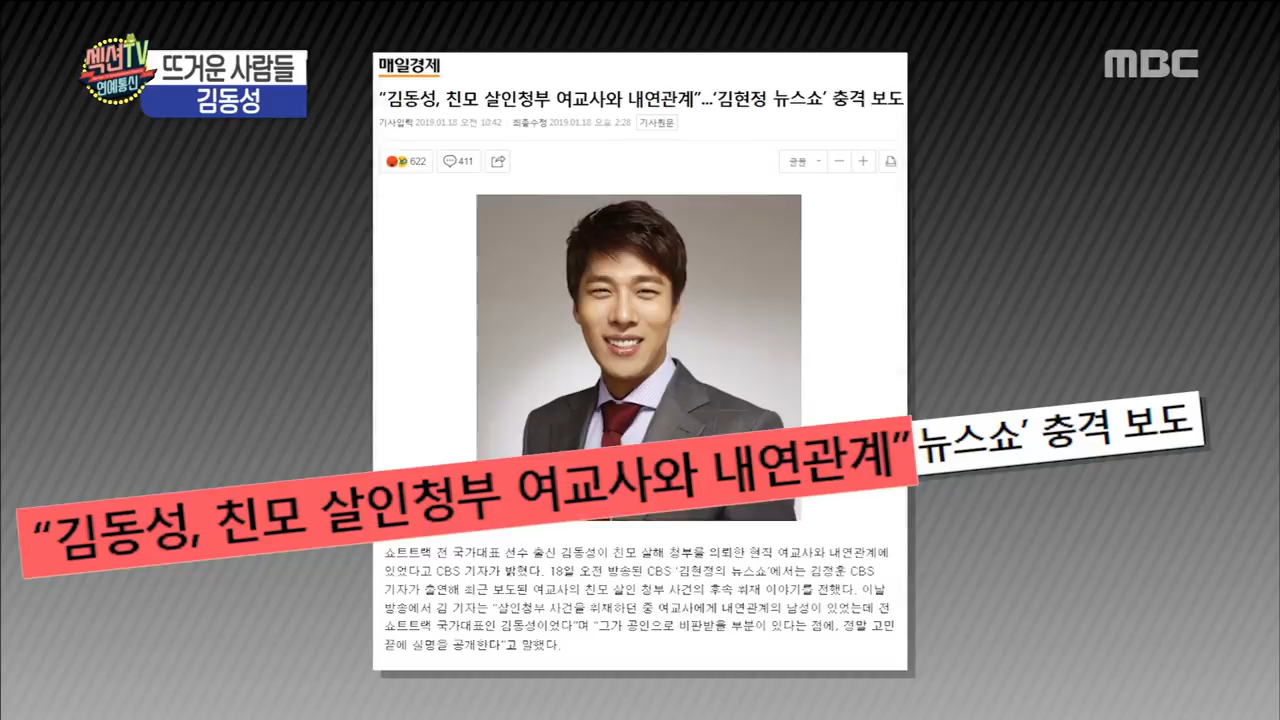 섹션TV
연예통신
뜨거운 사람들
김동성
MBC
매일경제
“김동성, 친모 살인청부 여교사와 내연관계”...‘김현정 뉴스쇼’ 충격 보도
기사입력 2019.01.18 오전 10:42 최종수정 2019.01.18 오후 2:28 기사원문
622 411 글꼴
“김동성, 친모 살인청부 여교사와 내연관계” 뉴스쇼’ 충격 보도
쇼트트랙 전 국가대표 선수 출신 김동성이 친모 살해 청부를 의뢰한 현직 여교사와 내연관계에
있었다고 CBS 기자가 밝혔다. 18일 오전 방송된 CBS ‘김현정의 뉴스쇼’에서는 김정훈 CBS
기자가 출연해 최근 보도된 여교사의 친모 살인 청부 사건의 후속 취재 이야기를 전했다. 이날
방송에서 김 기자는 “살인청부 사건을 취재하던 중 여교사에게 내연관계의 남성이 있었는데 전
쇼트트랙 국가대표인 김동성이었다”며 “그가 공인으로 비판받을 부분이 있다는 점에, 정말 고민
끝에 실명을 공개한다”고 말했다.